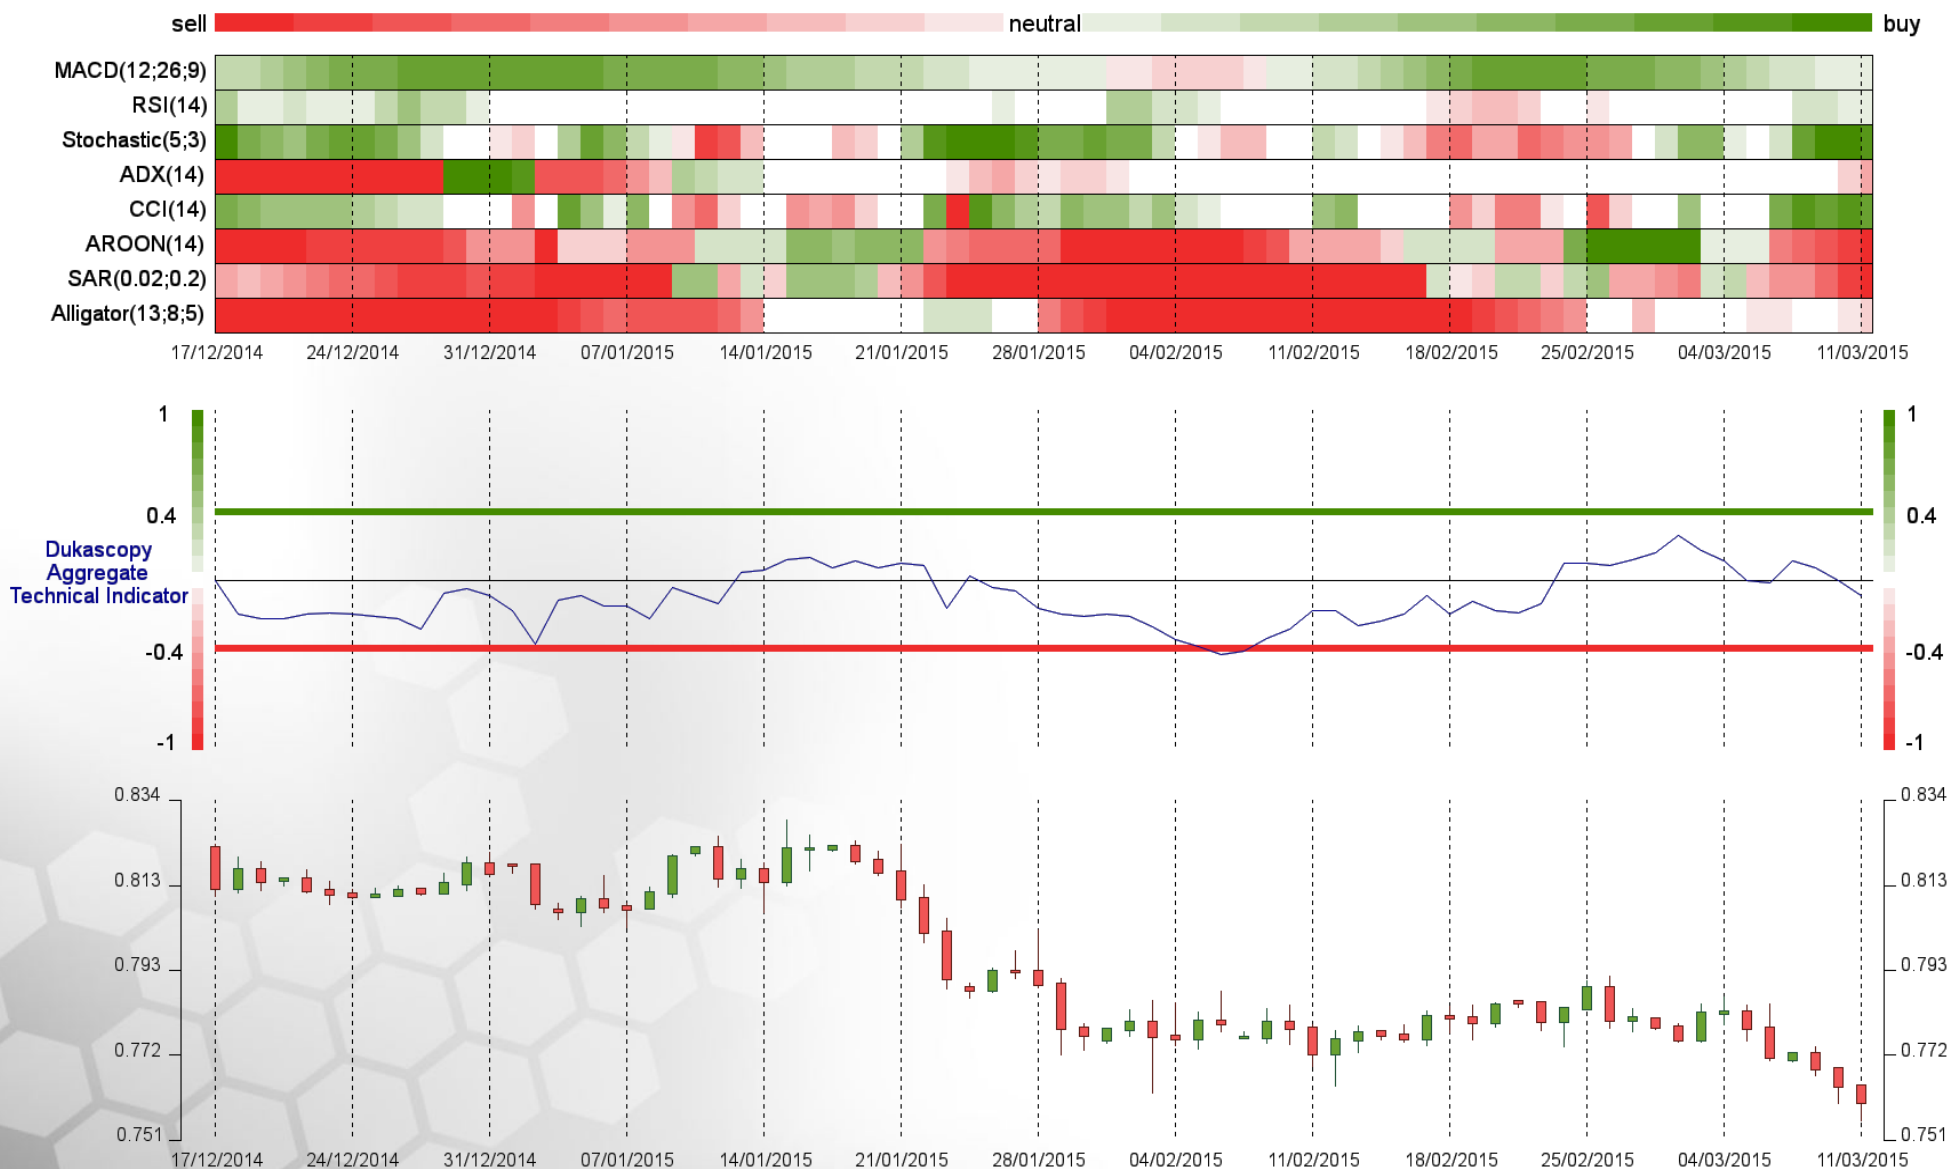 sell neutral buy
MACD(12;26;9)
RSI(14)
Stochastic(5;3)
ADX(14)
CCI(14)
AROON(14)
SAR(0.02;0.2)
Alligator(13;8;5)
17/12/2014 24/12/2014 31/12/2014 07/01/2015 14/01/2015 21/01/2015 28/01/2015 04/02/2015 11/02/2015 18/02/2015 25/02/2015 04/03/2015 11/03/2015
1 1
0.4 0.4
Dukascopy
Aggregate
Technical Indicator
-0.4 -0.4
-1 -1
0.834 0.834
0.813 0.813
0.793 0.793
0.772 0.772
0.751 0.751
17/12/2014 24/12/2014 31/12/2014 07/01/2015 14/01/2015 21/01/2015 28/01/2015 04/02/2015 11/02/2015 18/02/2015 25/02/2015 04/03/2015 11/03/2015